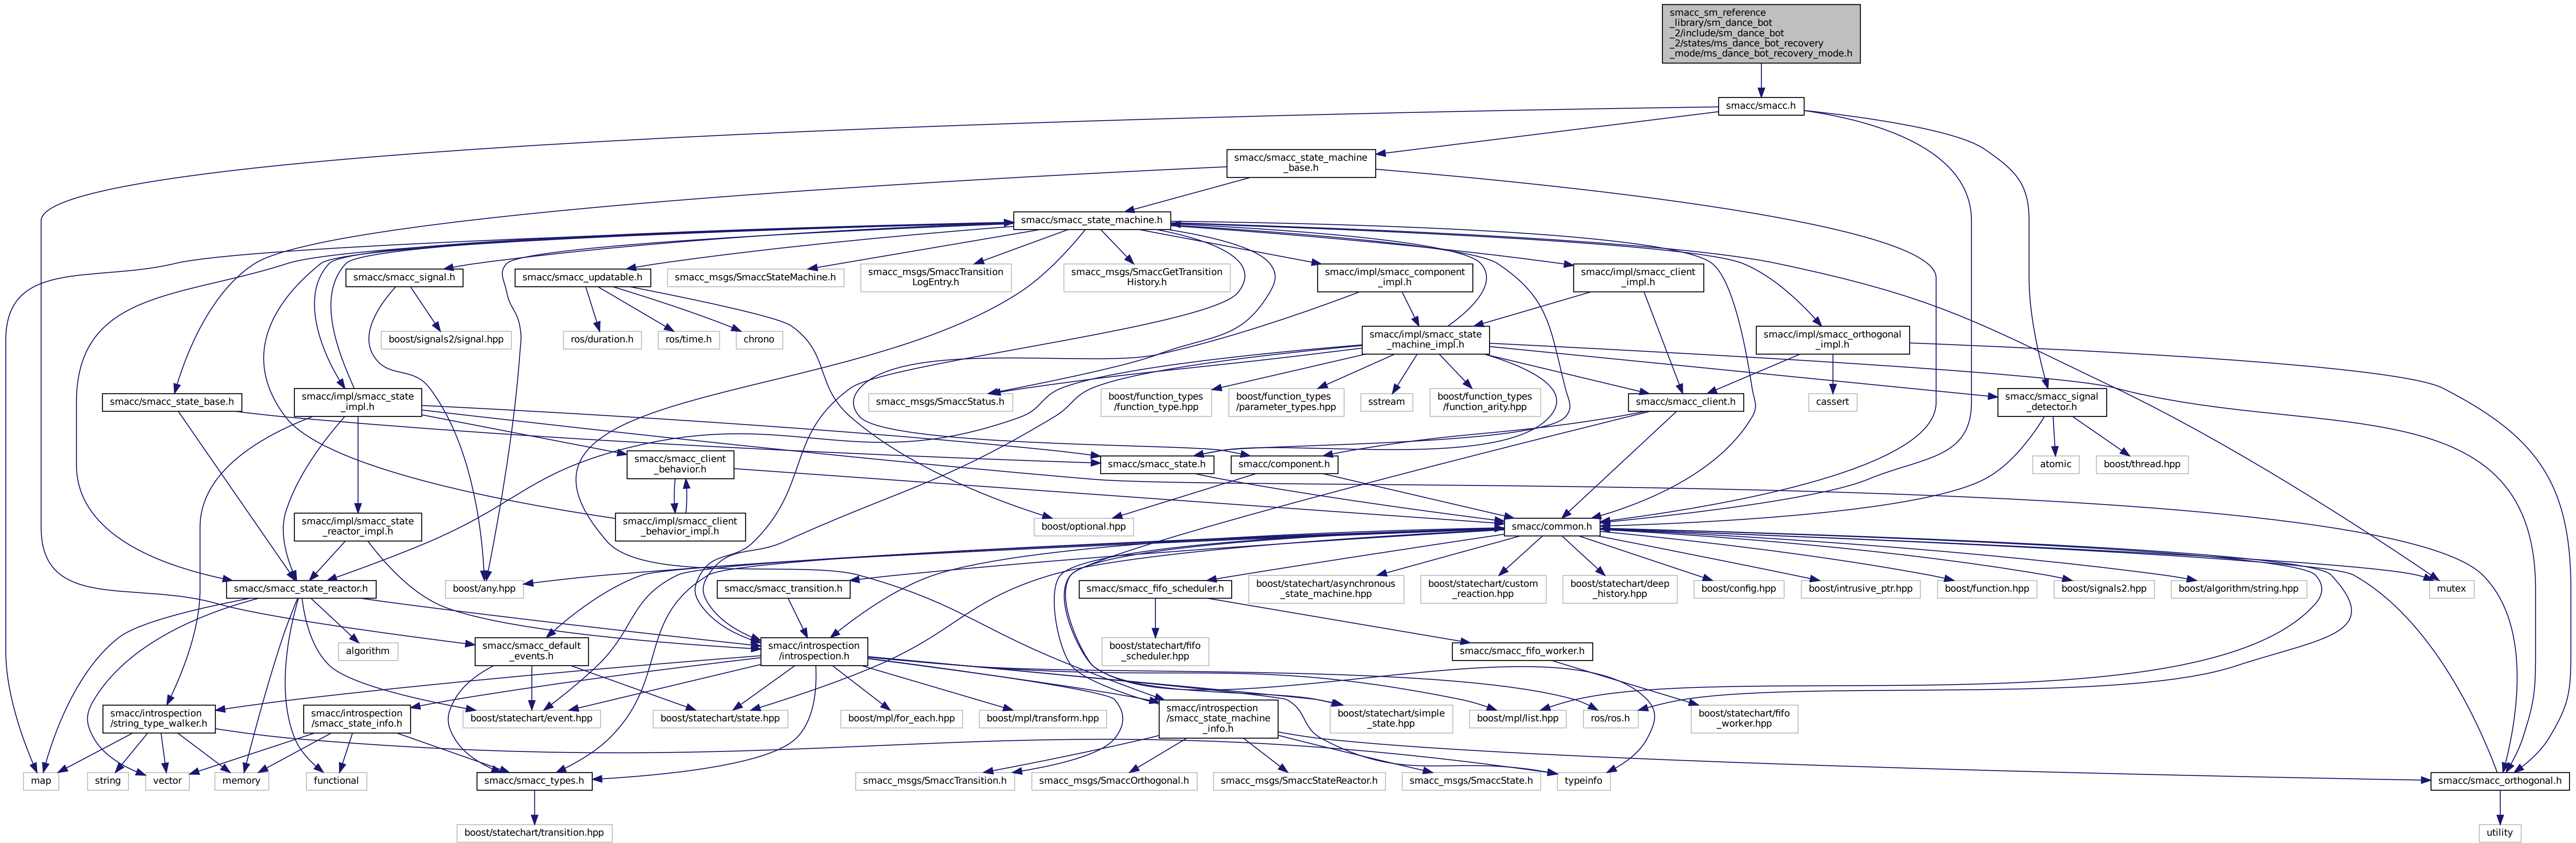 smacc_sm_reference
_library/sm_dance_bot
_2/include/sm_dance_bot
_2/states/ms_dance_bot_recovery
_mode/ms_dance_bot_recovery_mode.h
smacc/smacc.h
smacc/smacc_state_machine
_base.h
smacc/smacc_state_machine.h
smacc/smacc_signal.h
smacc/smacc_updatable.h
smacc_msgs/SmaccStateMachine.h
smacc_msgs/SmaccTransition
LogEntry.h
smacc_msgs/SmaccGetTransition
History.h
smacc/impl/smacc_component
_impl.h
smacc/impl/smacc_client
_impl.h
boost/signals2/signal.hpp
ros/duration.h
ros/time.h
chrono
smacc/impl/smacc_state
_machine_impl.h
smacc/impl/smacc_orthogonal
_impl.h
smacc/smacc_state_base.h
smacc/impl/smacc_state
_impl.h
smacc_msgs/SmaccStatus.h
boost/function_types
/function_type.hpp
boost/function_types
/parameter_types.hpp
sstream
boost/function_types
/function_arity.hpp
smacc/smacc_client.h
cassert
smacc/smacc_signal
_detector.h
smacc/smacc_client
_behavior.h
smacc/smacc_state.h
smacc/component.h
atomic
boost/thread.hpp
smacc/impl/smacc_state
_reactor_impl.h
smacc/impl/smacc_client
_behavior_impl.h
boost/optional.hpp
smacc/common.h
smacc/smacc_state_reactor.h
boost/any.hpp
smacc/smacc_transition.h
smacc/smacc_fifo_scheduler.h
boost/statechart/asynchronous
_state_machine.hpp
boost/statechart/custom
_reaction.hpp
boost/statechart/deep
_history.hpp
boost/config.hpp
boost/intrusive_ptr.hpp
boost/function.hpp
boost/signals2.hpp
boost/algorithm/string.hpp
mutex
algorithm
smacc/smacc_default
_events.h
smacc/introspection
/introspection.h
boost/statechart/fifo
_scheduler.hpp
smacc/smacc_fifo_worker.h
smacc/introspection
/string_type_walker.h
smacc/introspection
/smacc_state_info.h
boost/statechart/event.hpp
boost/statechart/state.hpp
boost/mpl/for_each.hpp
boost/mpl/transform.hpp
smacc/introspection
/smacc_state_machine
_info.h
boost/statechart/simple
_state.hpp
boost/mpl/list.hpp
ros/ros.h
boost/statechart/fifo
_worker.hpp
map
string
vector
memory
functional
smacc/smacc_types.h
smacc_msgs/SmaccTransition.h
smacc_msgs/SmaccOrthogonal.h
smacc_msgs/SmaccStateReactor.h
smacc_msgs/SmaccState.h
typeinfo
smacc/smacc_orthogonal.h
boost/statechart/transition.hpp
utility